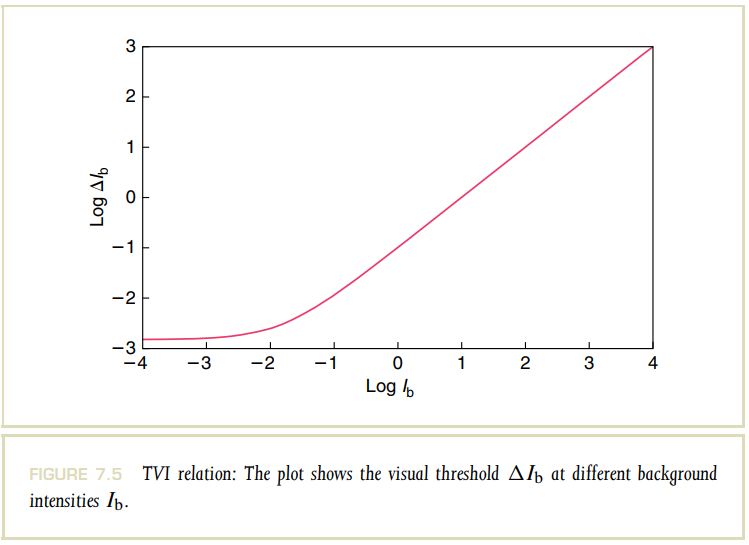 3
2
1
0
−1
−2
−3
Log ΔIb
−4 −3 −2 −1 0 1 2 3 4
Log Ib
FIGURE 7.5 TVI relation: The plot shows the visual threshold ΔIb at different background
intensities Ib.